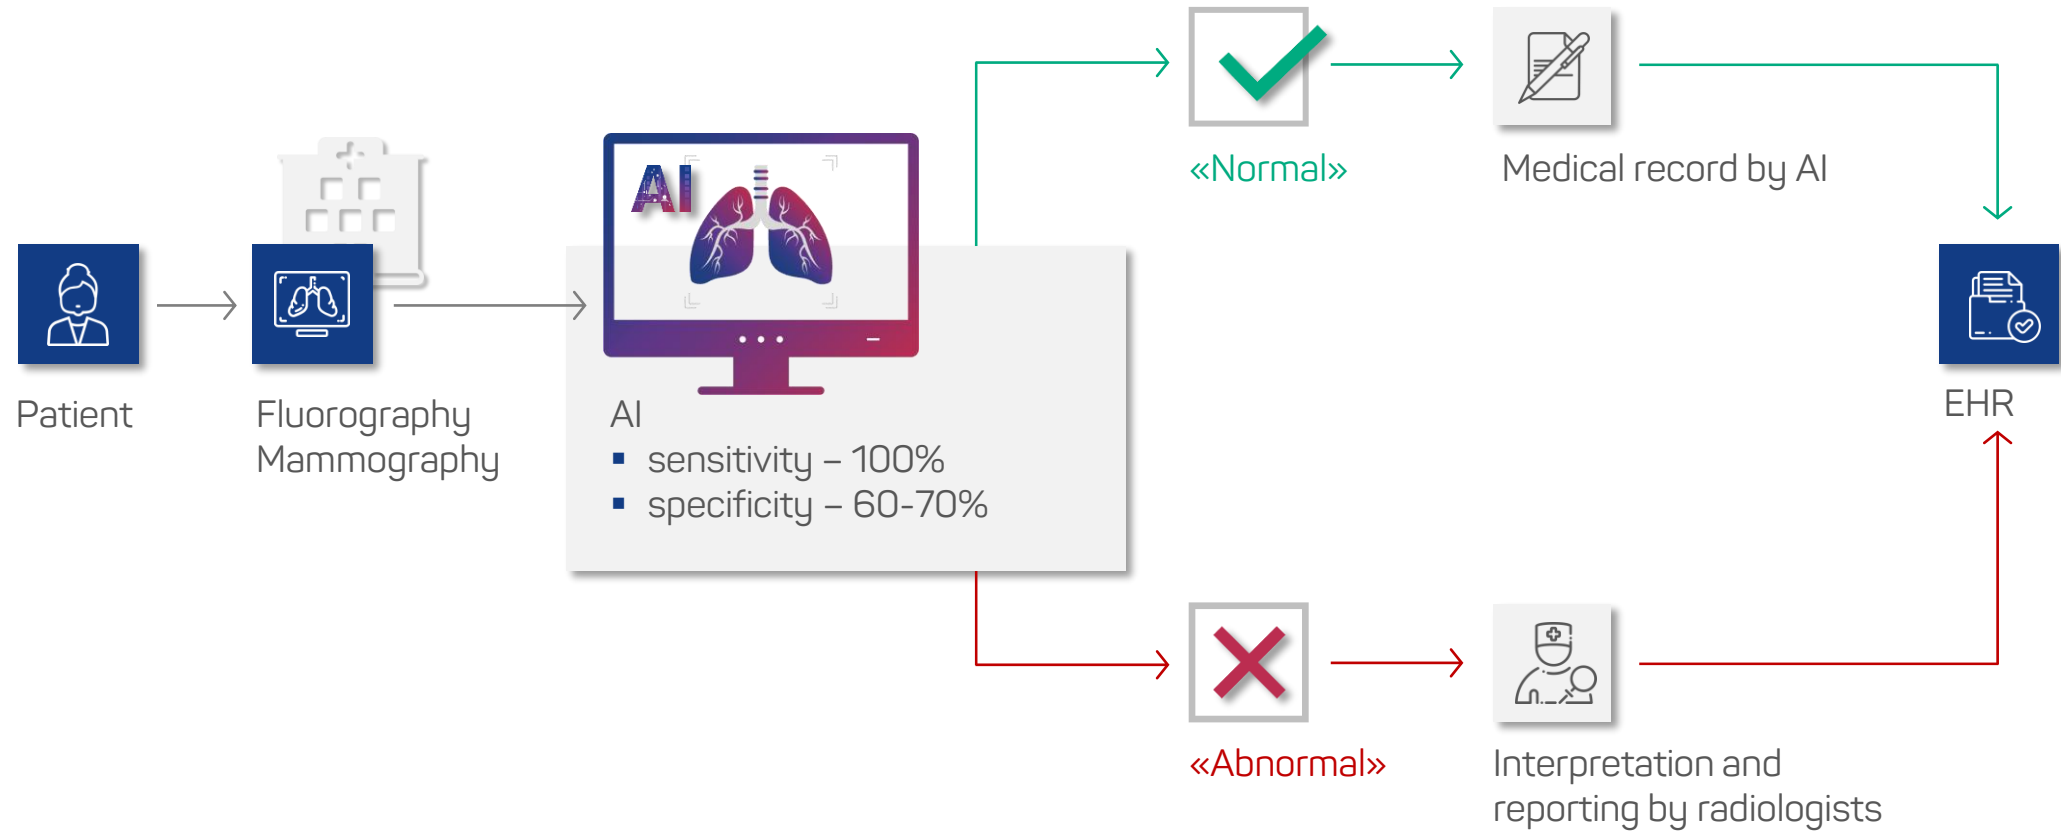 Patient
Fluorography
Mammography
AI
AI
▪ sensitivity – 100%
▪ specificity – 60-70%
«Normal»
Medical record by AI
«Abnormal»
Interpretation and
reporting by radiologists
EHR